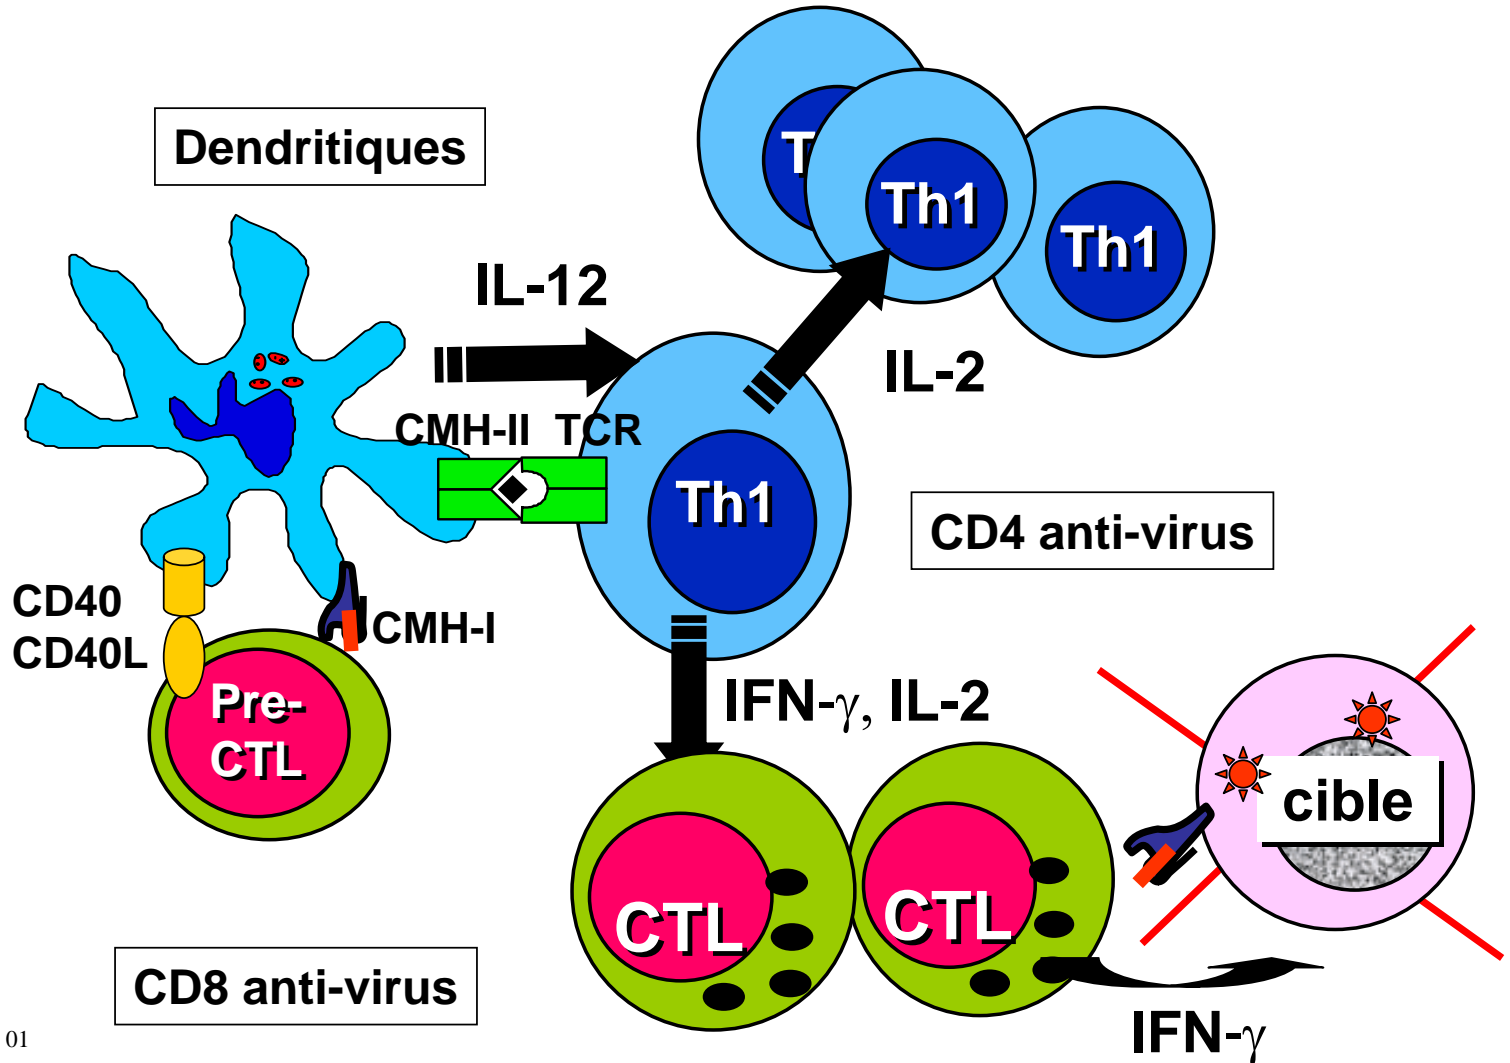 Dendritiques
Th1
Th1
IL-12
IL-2
CMH-II TCR
Th1
CD4 anti-virus
CD40
CD40L
CMH-I
Pre-
CTL
IFN-γ, IL-2
cible
CTL
CTL
CD8 anti-virus
IFN-γ
01